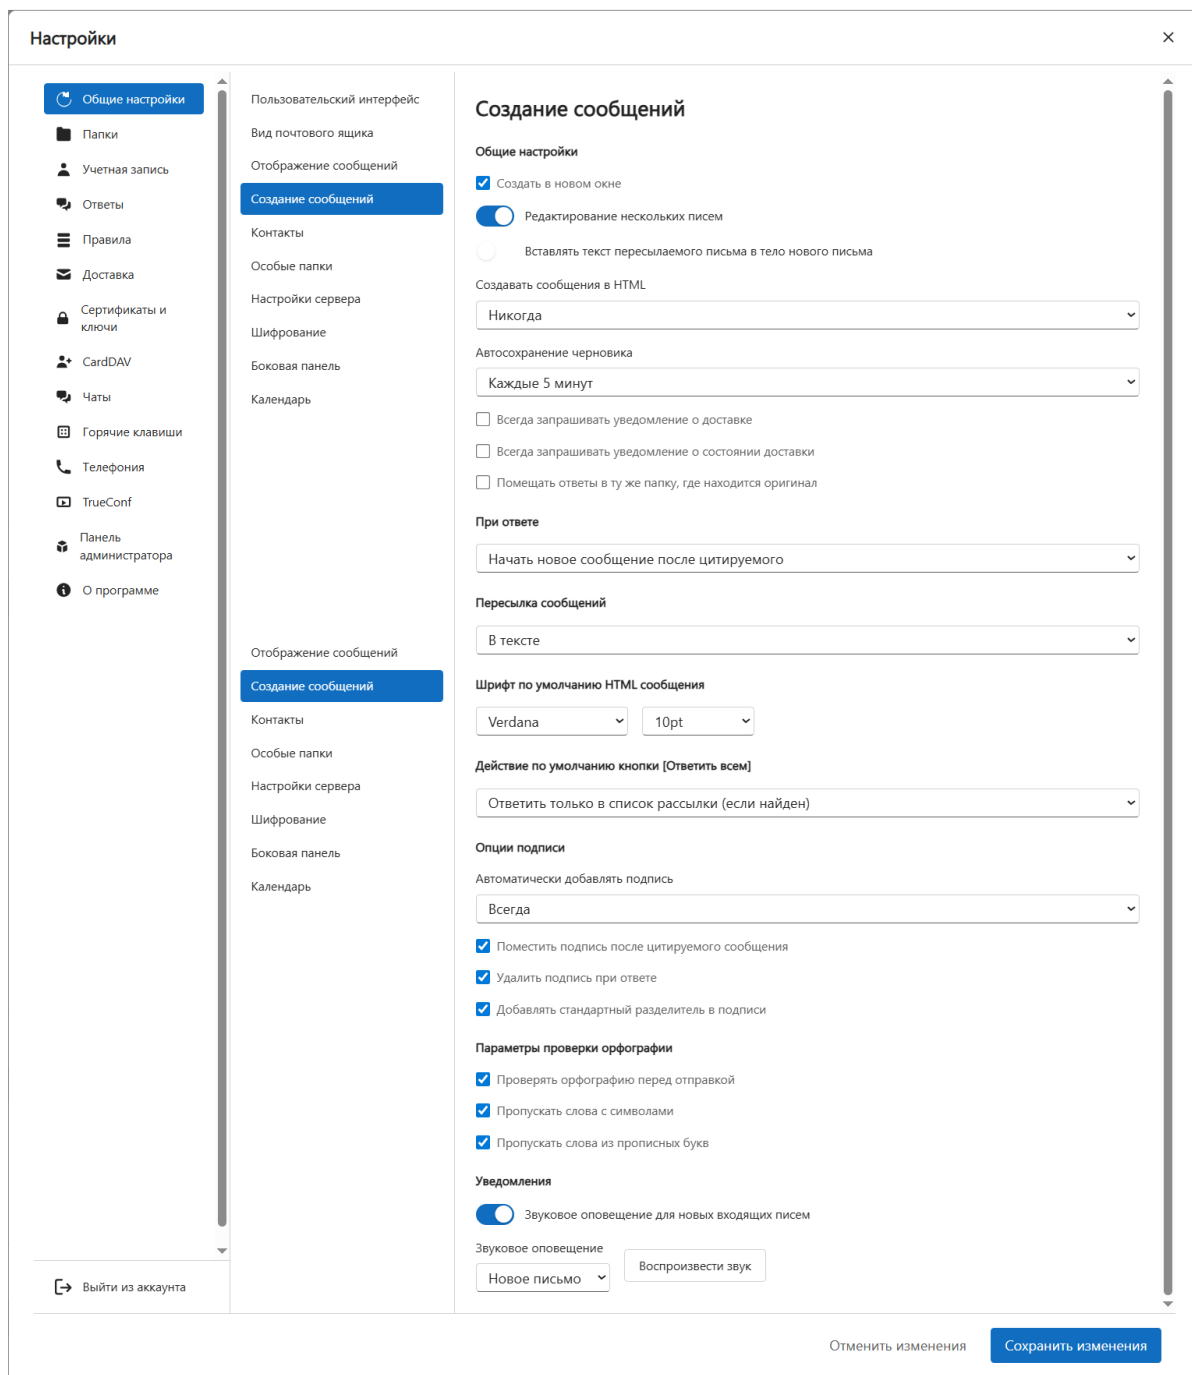 Настройки
Общие настройки
Папки
Учетная запись
Ответы
Правила
Доставка
Сертификаты и
ключи
CardDAV
Чаты
Горячие клавиши
Телефония
TrueConf
Панель
администратора
О программе
Выйти из аккаунта
Пользовательский интерфейс
Вид почтового ящика
Отображение сообщений
Создание сообщений
Контакты
Особые папки
Настройки сервера
Шифрование
Боковая панель
Календарь
Отображение сообщений
Создание сообщений
Контакты
Особые папки
Настройки сервера
Шифрование
Боковая панель
Календарь
Создание сообщений
Общие настройки
Создать в новом окне
Редактирование нескольких писем
Вставлять текст пересылаемого письма в тело нового письма
Создавать сообщения в HTML
Никогда
Автосохранение черновика
Каждые 5 минут
Всегда запрашивать уведомление о доставке
Всегда запрашивать уведомление о состоянии доставки
Помещать ответы в ту же папку, где находится оригинал
При ответе
Начать новое сообщение после цитируемого
Пересылка сообщений
В тексте
Шрифт по умолчанию HTML сообщения
Verdana 10pt
Действие по умолчанию кнопки [Ответить всем]
Ответить только в список рассылки (если найден)
Опции подписи
Автоматически добавлять подпись
Всегда
Поместить подпись после цитируемого сообщения
Удалить подпись при ответе
Добавлять стандартный разделитель в подписи
Параметры проверки орфографии
Проверять орфографию перед отправкой
Пропускать слова с символами
Пропускать слова из прописных букв
Уведомления
Звуковое оповещение для новых входящих писем
Звуковое оповещение
Новое письмо
Воспроизвести звук
Отменить изменения
Сохранить изменения